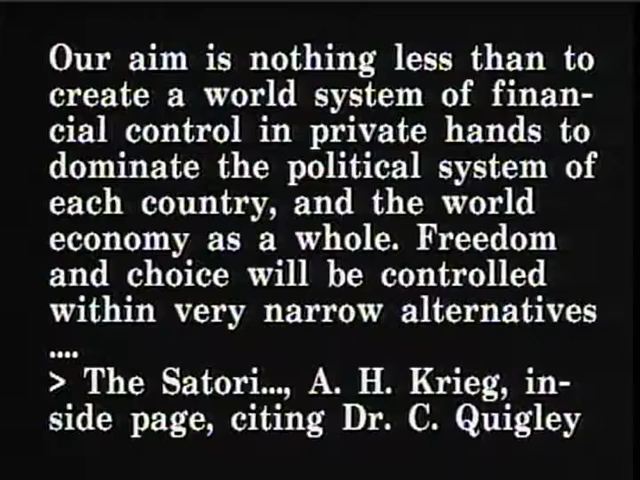 Our aim is nothing less than to
create a world system of finan-
cial control in private hands to
dominate the political system of
each country, and the world
economy as a whole. Freedom
and choice will be controlled
within very narrow alternatives
....
> The Satori..., A. H. Krieg, in-
side page, citing Dr. C. Quigley